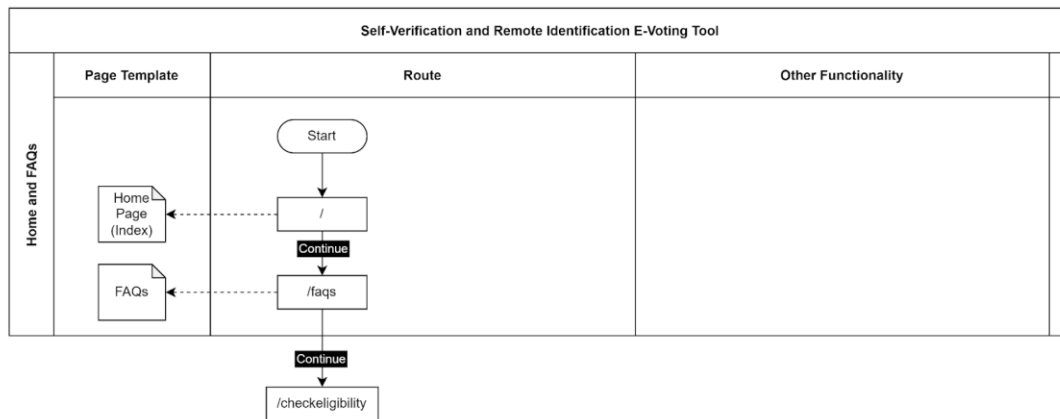 Self-Verification and Remote Identification E-Voting Tool
Page Template
Route
Other Functionality
Home and FAQs
Start
Home
Page
(Index)
/
Continue
FAQs
/faqs
Continue
/checkeligibility